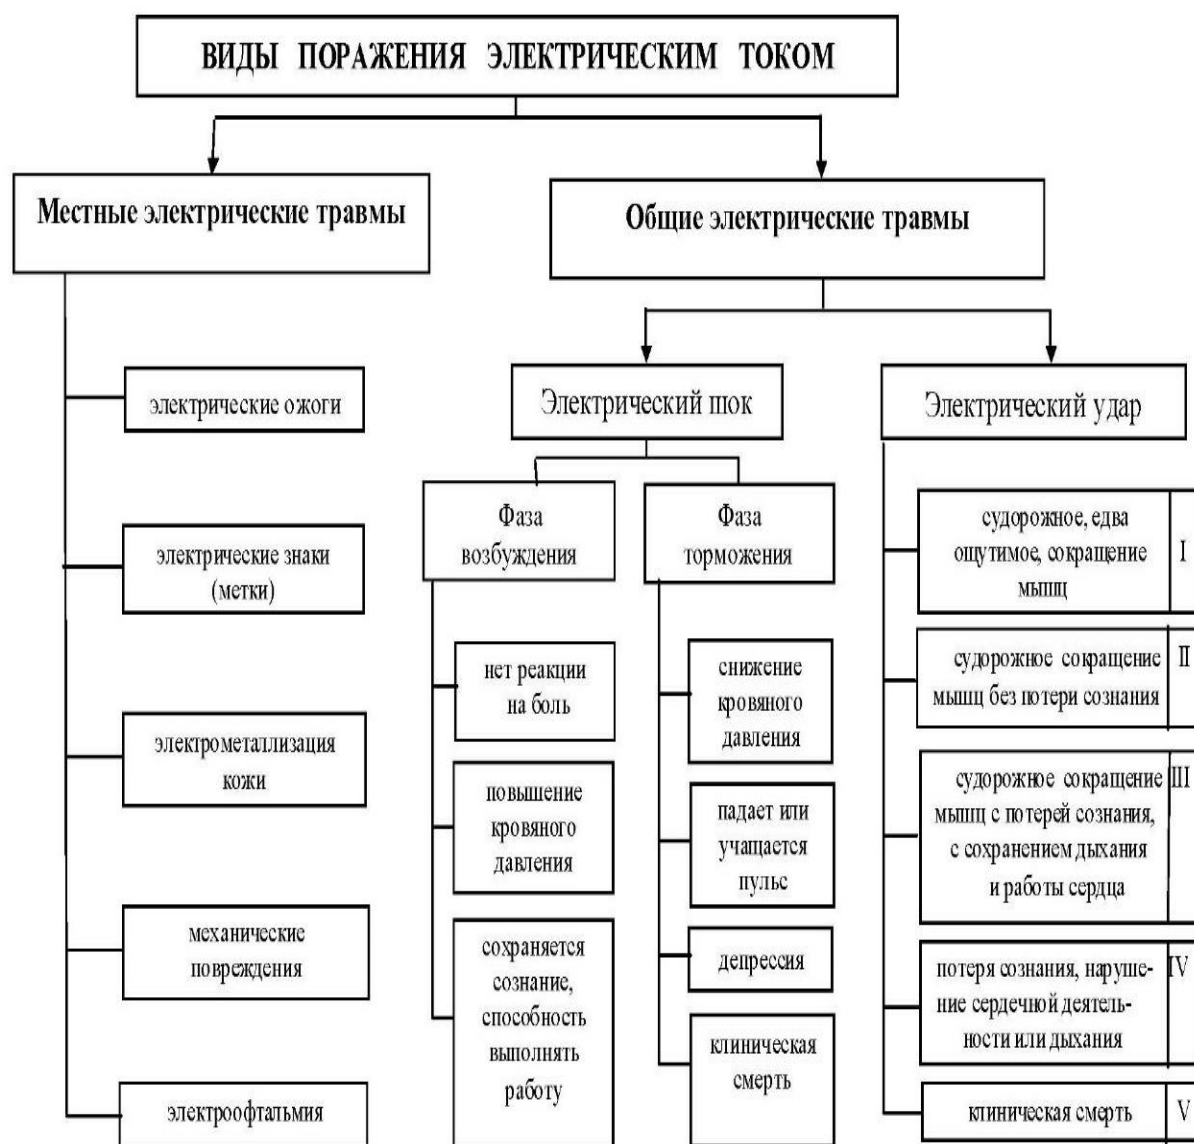 ВИДЫ ПОРАЖЕНИЯ ЭЛЕКТРИЧЕСКИМ ТОКОМ
Местные электрические травмы
электрические ожоги
электрические знаки
(метки)
электрометаллизация
кожи
механические
повреждения
электроофтальмия
Общие электрические травмы
Электрический шок
Фаза
возбуждения
нет реакции
на боль
повышение
кровяного
давления
сохраняется
сознание,
способность
выполнять
работу
Фаза
торможения
снижение
кровяного
давления
падает или
учащается
пульс
депрессия
клиническая
смерть
Электрический удар
судорожное, едва
ощутимое, сокращение
мышц
I
судорожное сокращение
мышц без потери сознания
II
судорожное сокращение
мышц с потерей сознания,
с сохранением дыхания
и работы сердца
III
потеря сознания, наруше-
ние сердечной деятель-
ности или дыхания
IV
клиническая смерть
V